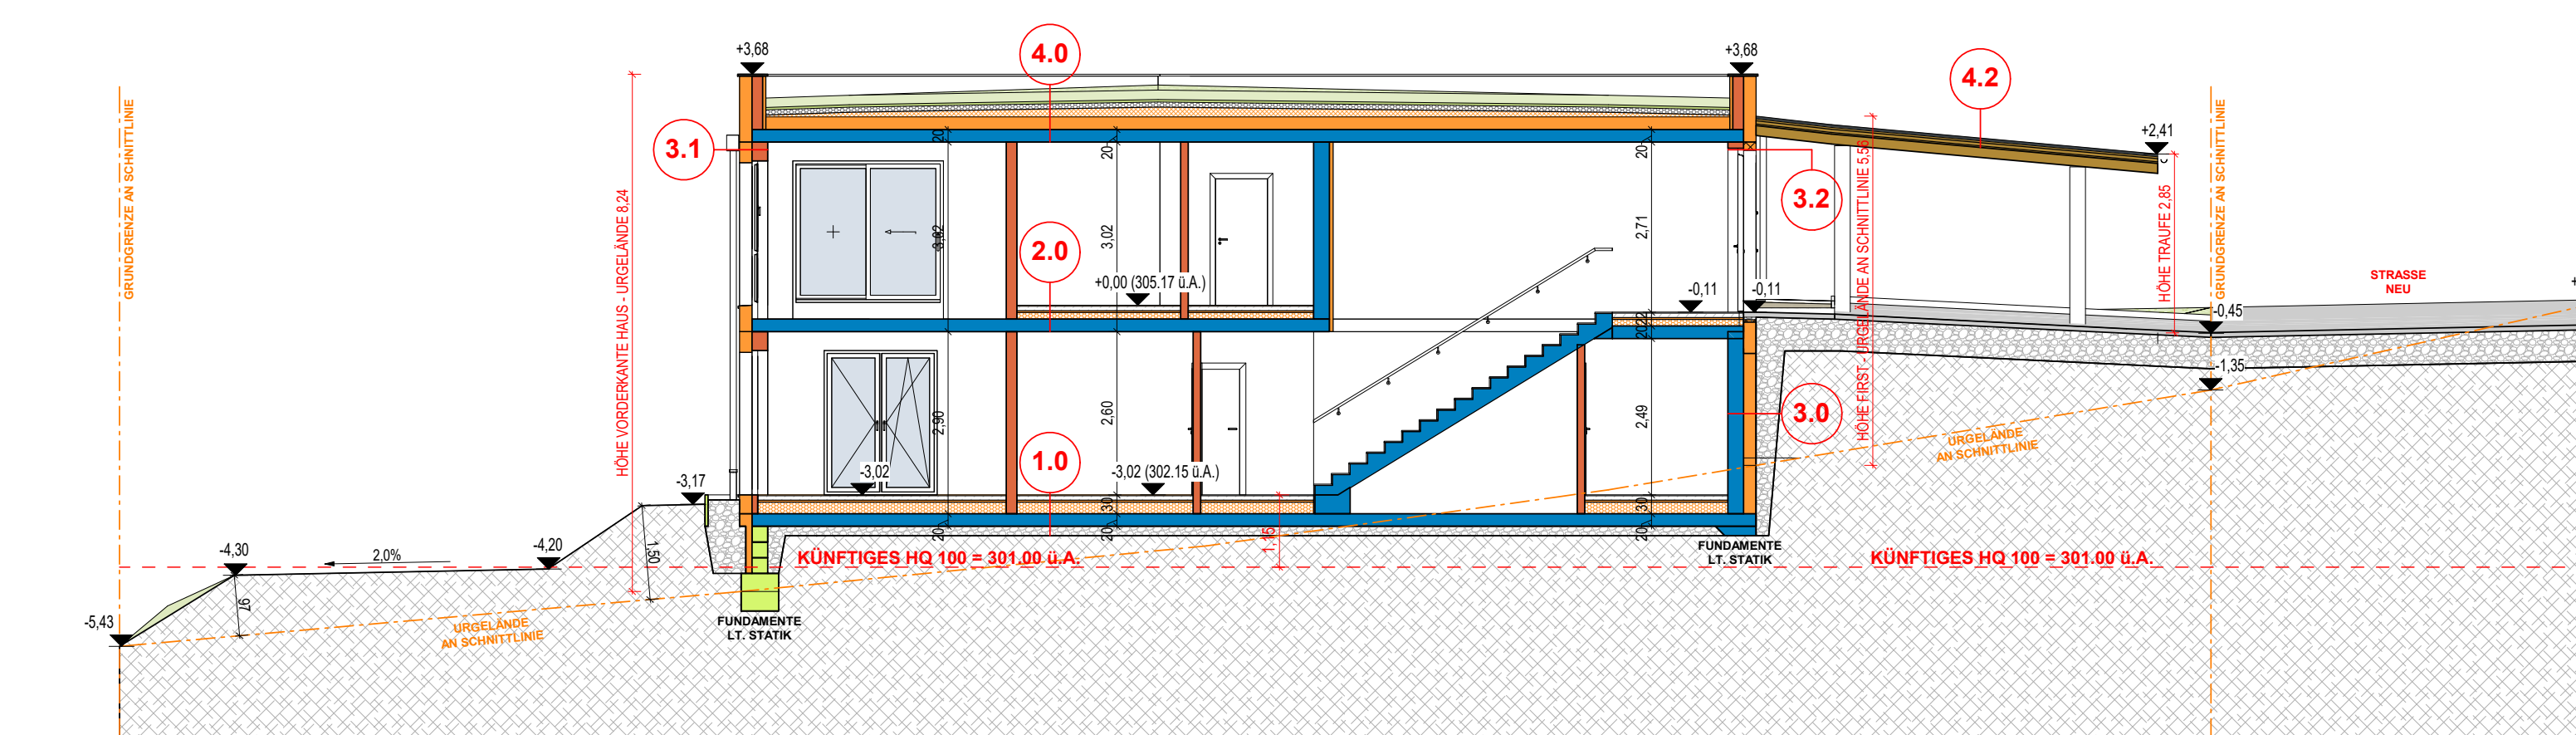 +3,68
4.0
+3,68
4.2
GRUNDGRENZE AN SCHNITTLINIE
3.1
20
20
20
+2,41
GRUNDGRENZE AN SCHNITTLINIE
HÖHE VORDERKANTE HAUS - URGELÄNDE 8,24
3.2
HÖHE FIRST - URGELÄNDE AN SCHNITTLINIE 5,56
HÖHE TRAUFE 2,85
2.0
3,02
2,71
+0,00 (305.17 ü.A.)
-0,11
-0,11
STRASSE
NEU
-0,45
2022
-1,35
2,90
2,60
2,49
3.0
1.0
URGELÄNDE
AN SCHNITTLINIE
-3,17
-3,02
-3,02 (302.15 ü.A.)
30
30
20
20
20
1,15
1,50
-4,30
2,0%
-4,20
KÜNFTIGES HQ 100 = 301.00 ü.A.
FUNDAMENTE
LT. STATIK
KÜNFTIGES HQ 100 = 301.00 ü.A.
97
-5,43
URGELÄNDE
AN SCHNITTLINIE
FUNDAMENTE
LT. STATIK